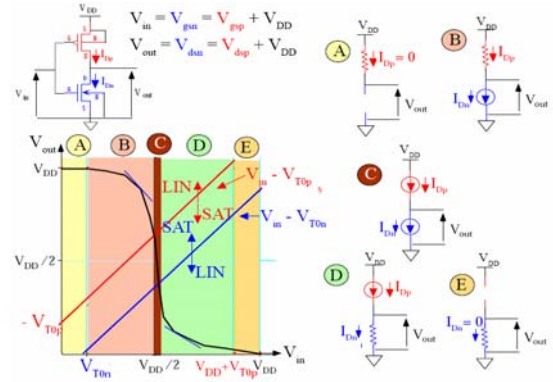 V_DD
V_in = V_gsn = V_gsp + V_DD
V_out = V_dsn = V_dsp + V_DD
I_Dp
I_Dn
V_in
V_out
A
V_DD
I_Dp = 0
V_out
B
V_DD
I_Dp
I_Dn
V_out
C
V_DD
I_Dp
I_Dn
V_out
D
V_DD
I_Dp
I_Dn
V_out
E
V_DD
I_Dn = 0
V_out
V_out
A
B
C
D
E
V_DD
LIN
V_in - V_T0p
SAT
V_in - V_T0n
SAT
LIN
V_DD/2
- V_T0p
V_T0n
V_DD/2
V_DD+V_T0p
V_DD
V_in